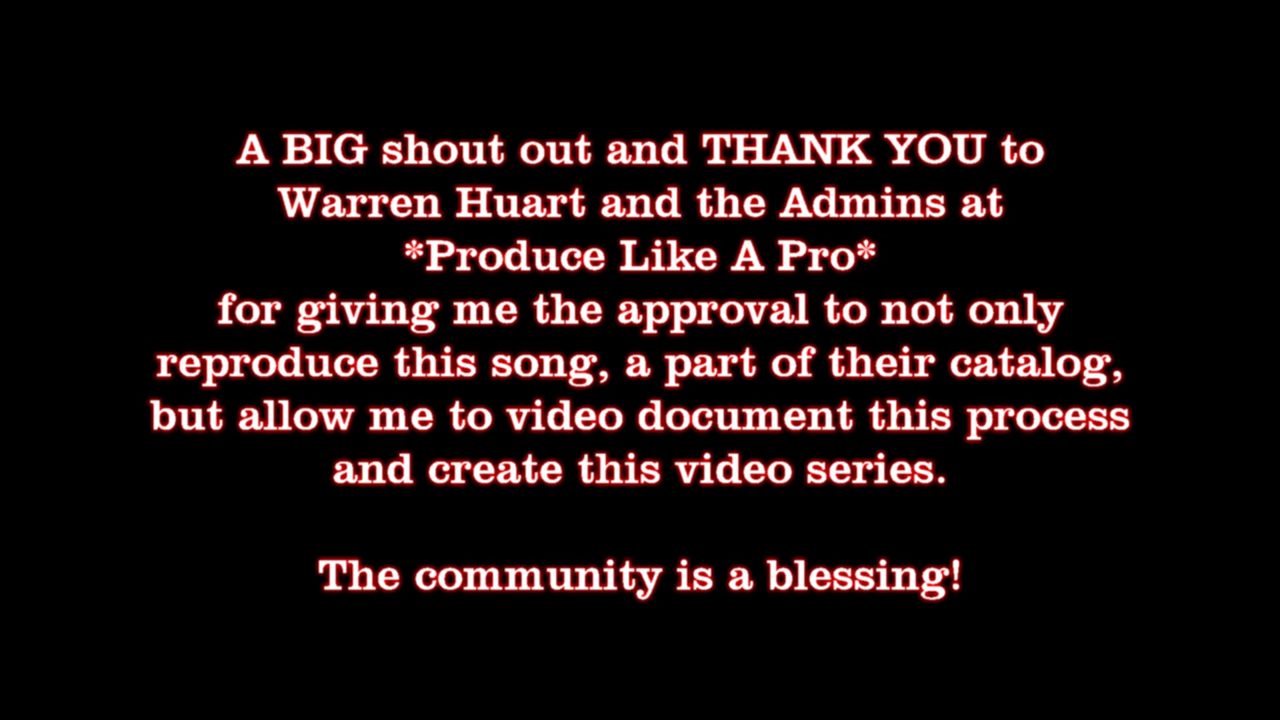 A BIG shout out and THANK YOU to
Warren Huart and the Admins at
*Produce Like A Pro*
for giving me the approval to not only
reproduce this song, a part of their catalog,
but allow me to video document this process
and create this video series.
The community is a blessing!